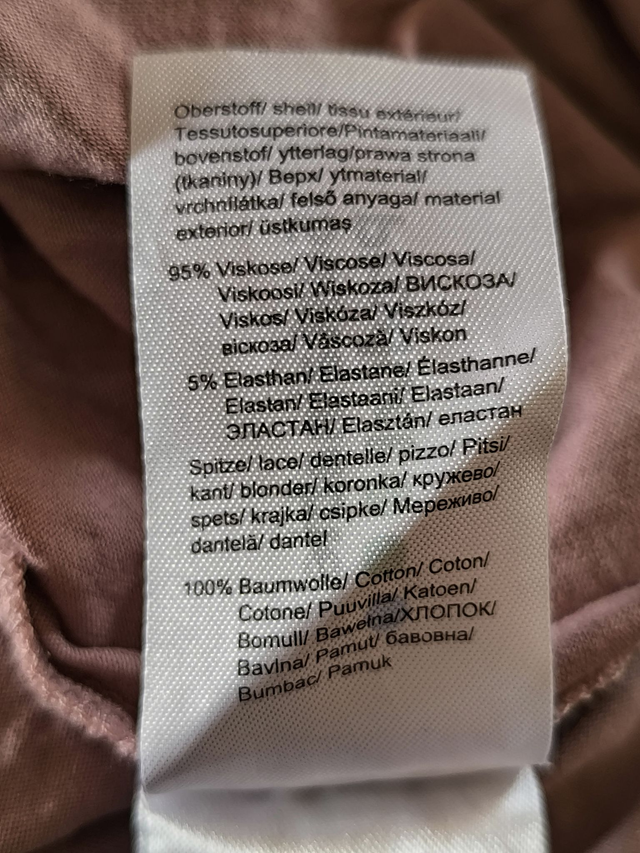 Oberstoff/ shell/ tissu extérieur/
Tessutosuperiore/Pintamateriaali/
bovenstof/ ytterlag/prawa strona
(tkaniny)/ Верх/ ytmaterial/
vrchnílátka/ felső anyaga/ material
exterior/ üstkumaş
95% Viskose/ Viscose/ Viscosa/
Viskoosi/ Wiskoza/ ВИСКОЗА/
Viskos/ Viskóza/ Viszkóz/
віскоза/ Vâscoză/ Viskon
5% Elasthan/ Elastane/ Élasthanne/
Elastan/ Elastaani/ Elastaan/
ЭЛАСТАН/ Elasztán/ еластан
Spitze/ lace/ dentelle/ pizzo/ Pitsi/
kant/ blonder/ koronka/ кружево/
spets/ krajka/ csipke/ Мереживо/
dantelă/ dantel
100% Baumwolle/ Cotton/ Coton/
Cotone/ Puuvilla/ Katoen/
Bomull/ Bawełna/ХЛОПОК/
Bavlna/ Pamut/ бавовна/
Bumbac/ Pamuk